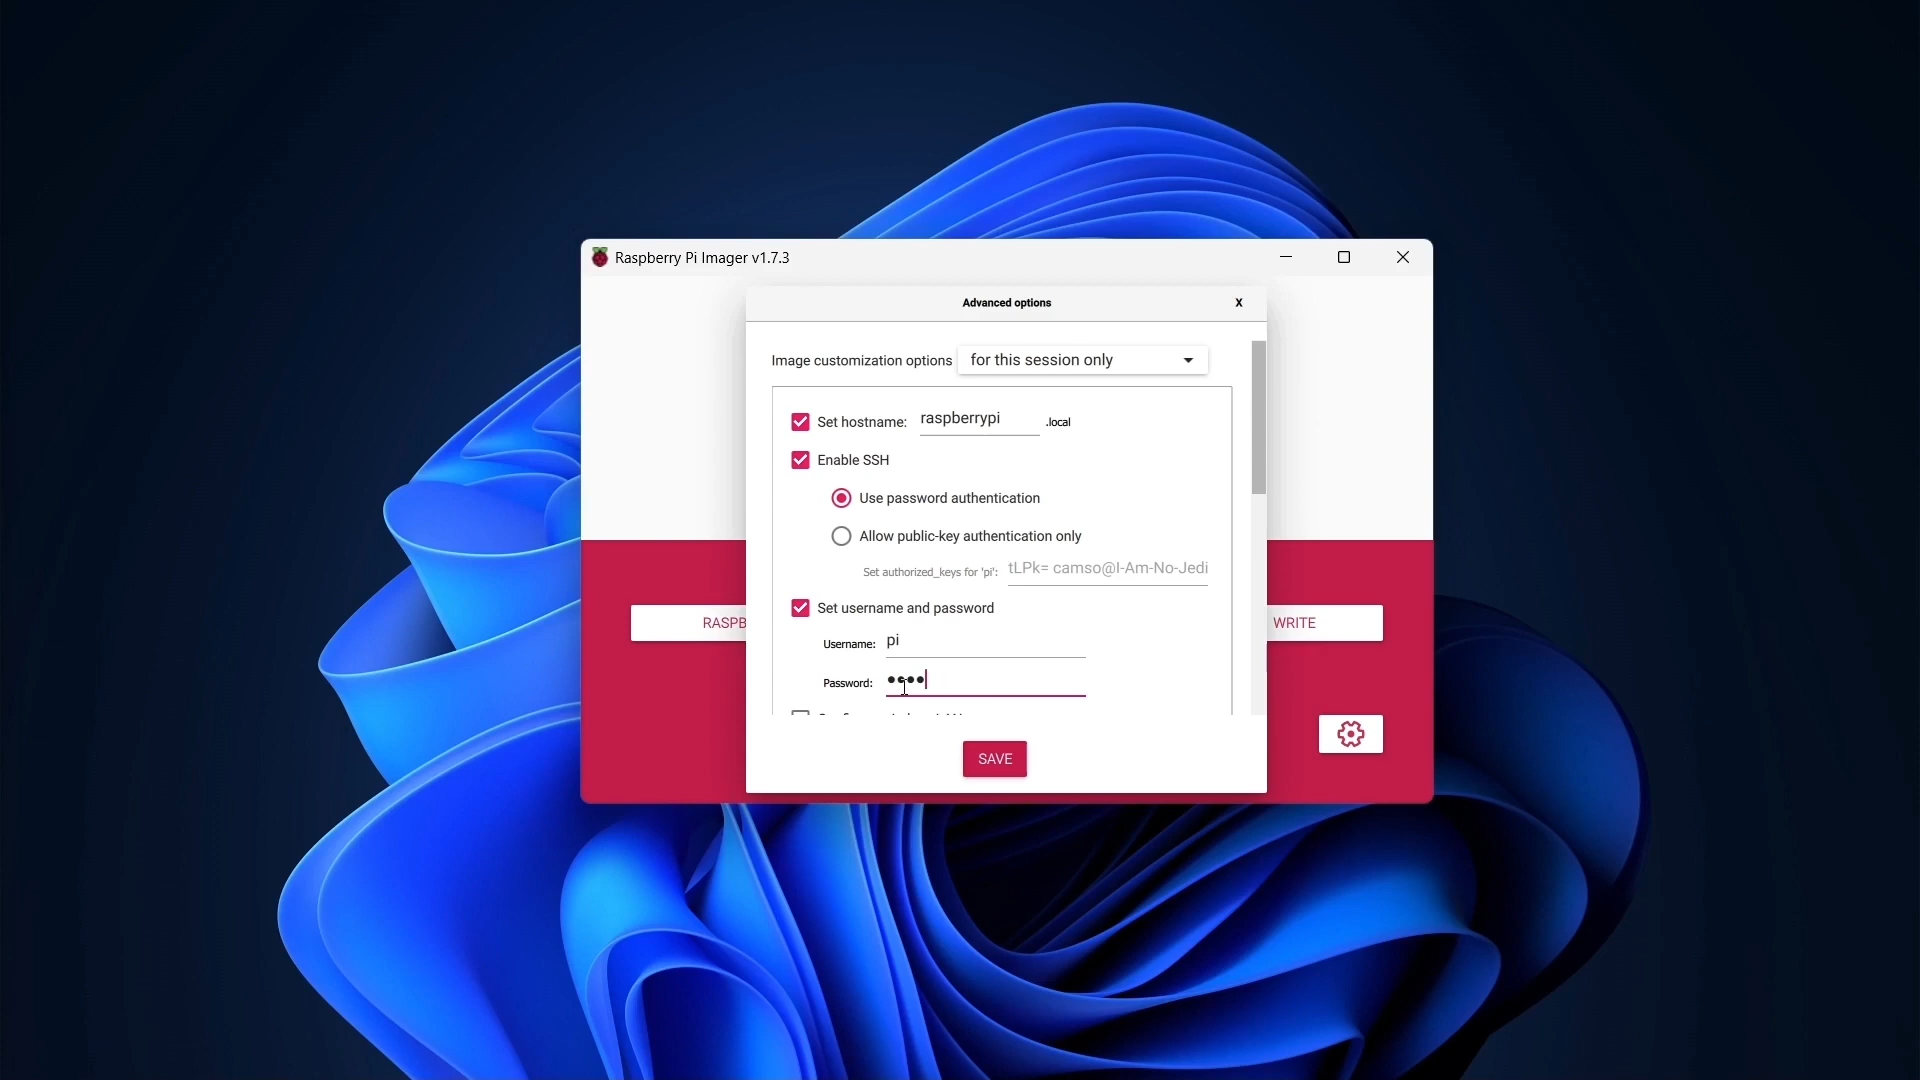 Raspberry Pi Imager v1.7.3
Advanced options X
Image customization options for this session only
Set hostname: raspberrypi .local
Enable SSH
Use password authentication
Allow public-key authentication only
Set authorized_keys for 'pi': tLPk= camso@I-Am-No-Jedi
Set username and password
RASPB WRITE
Username: pi
Password: ••••
SAVE